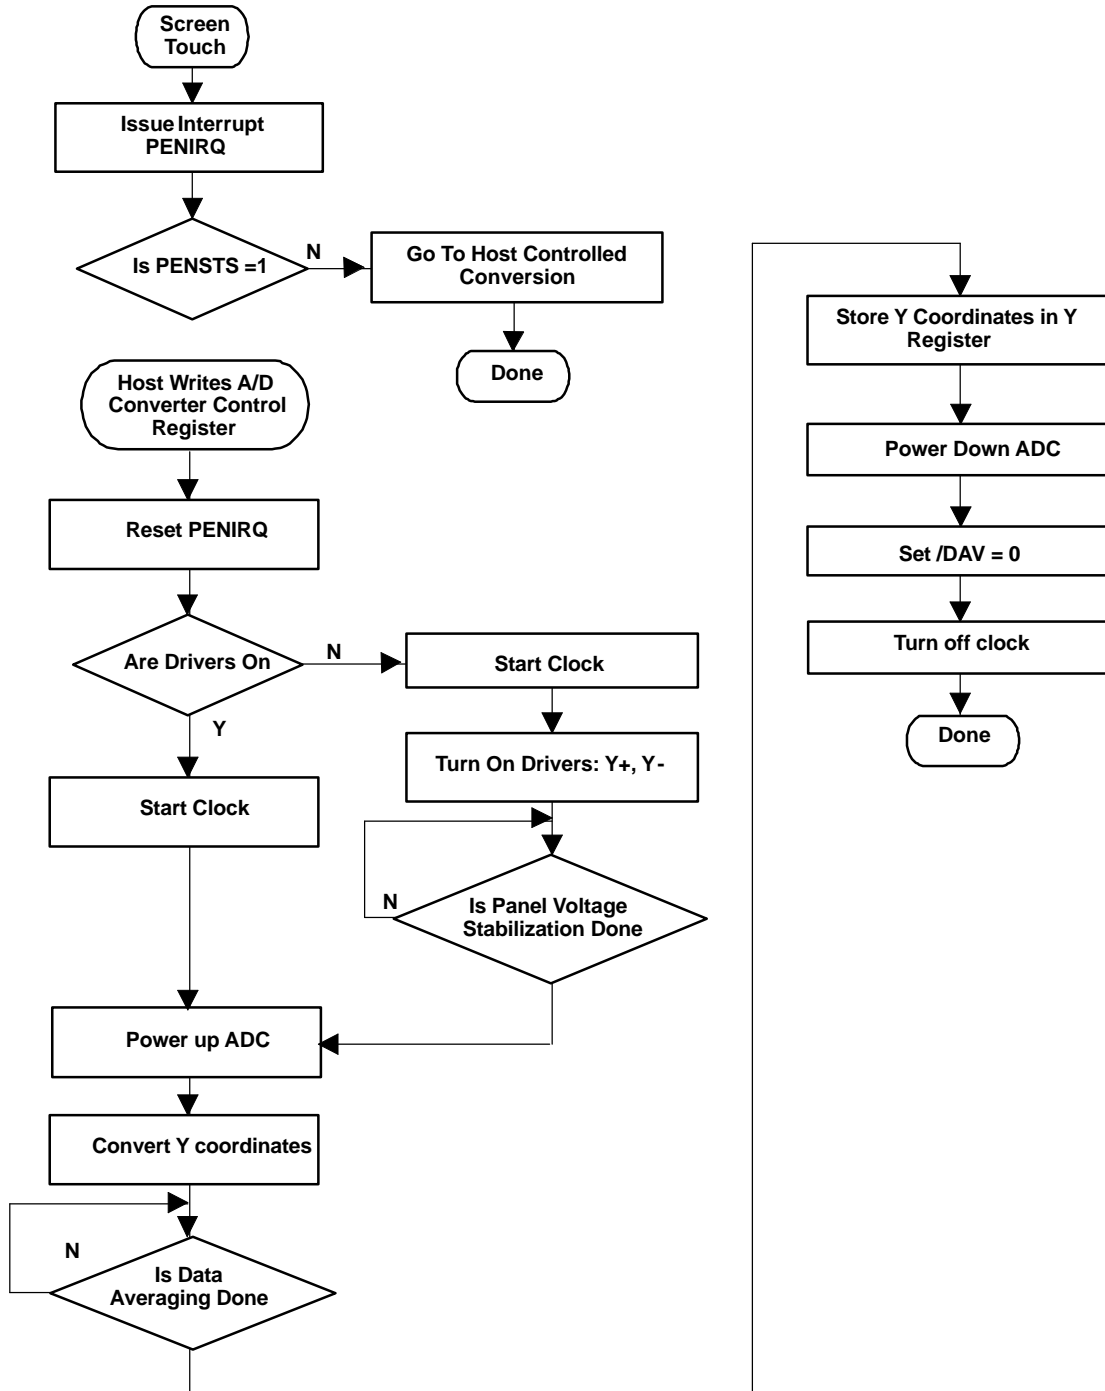 Screen
Touch
Issue Interrupt
PENIRQ
Is PENSTS =1
N
Go To Host Controlled
Conversion
Done
Host Writes A/D
Converter Control
Register
Reset PENIRQ
Are Drivers On
N
Y
Start Clock
Turn On Drivers: Y+, Y-
Start Clock
N
Is Panel Voltage
Stabilization Done
Power up ADC
Convert Y coordinates
N
Is Data
Averaging Done
Store Y Coordinates in Y
Register
Power Down ADC
Set /DAV = 0
Turn off clock
Done